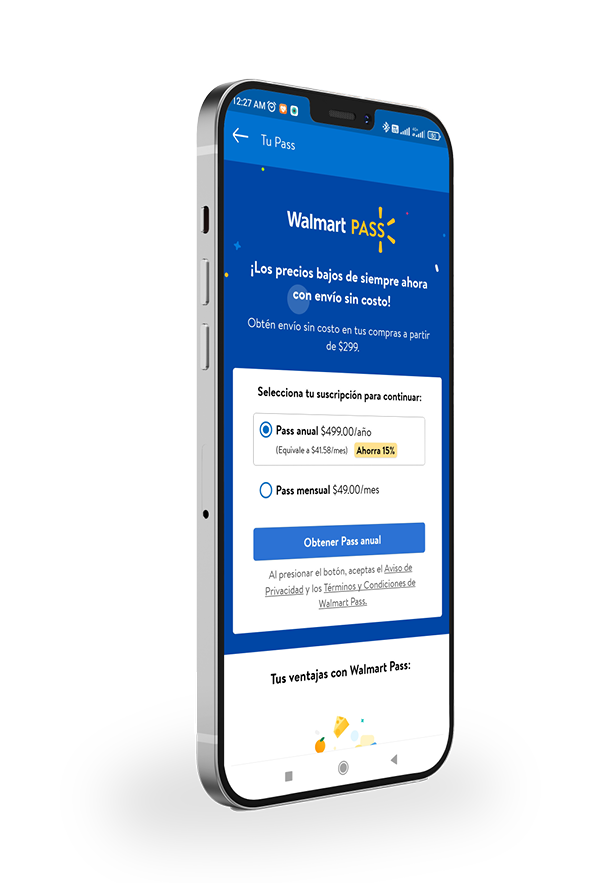 12:27 AM
Tu Pass
Walmart PASS
¡Los precios bajos de siempre ahora
con envío sin costo!
Obtén envío sin costo en tus compras a partir
de $299.
Selecciona tu suscripción para continuar:
Pass anual $499.00/año
(Equivale a $41.58/mes) Ahorra 15%
Pass mensual $49.00/mes
Obtener Pass anual
Al presionar el botón, aceptas el Aviso de
Privacidad y los Términos y Condiciones de
Walmart Pass.
Tus ventajas con Walmart Pass: